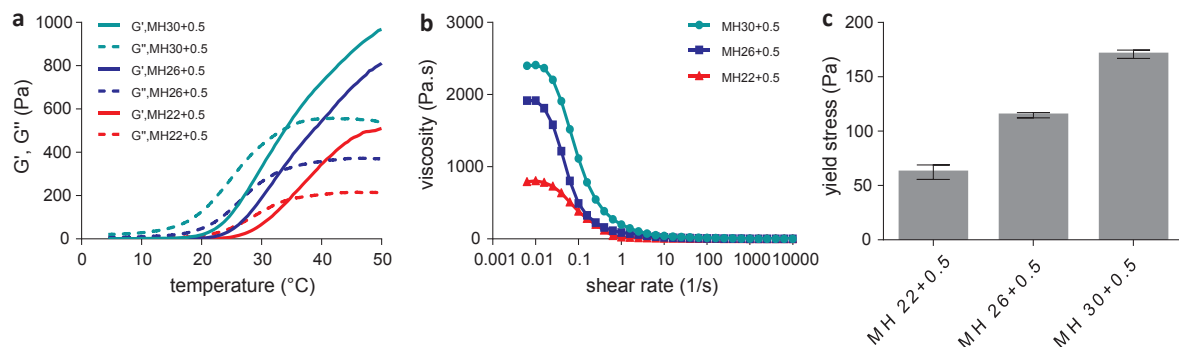 a
G', G'' (Pa)
1000
800
600
400
200
0
G',MH30+0.5
G'',MH30+0.5
G',MH26+0.5
G'',MH26+0.5
G',MH22+0.5
G'',MH22+0.5
0 10 20 30 40 50
temperature (°C)
b
viscosity (Pa.s)
3000
2000
1000
0
MH30+0.5
MH26+0.5
MH22+0.5
0.001 0.01 0.1 1 10 100 1000 10000
shear rate (1/s)
c
yield stress (Pa)
200
150
100
50
0
MH 22+0.5
MH 26+0.5
MH 30+0.5